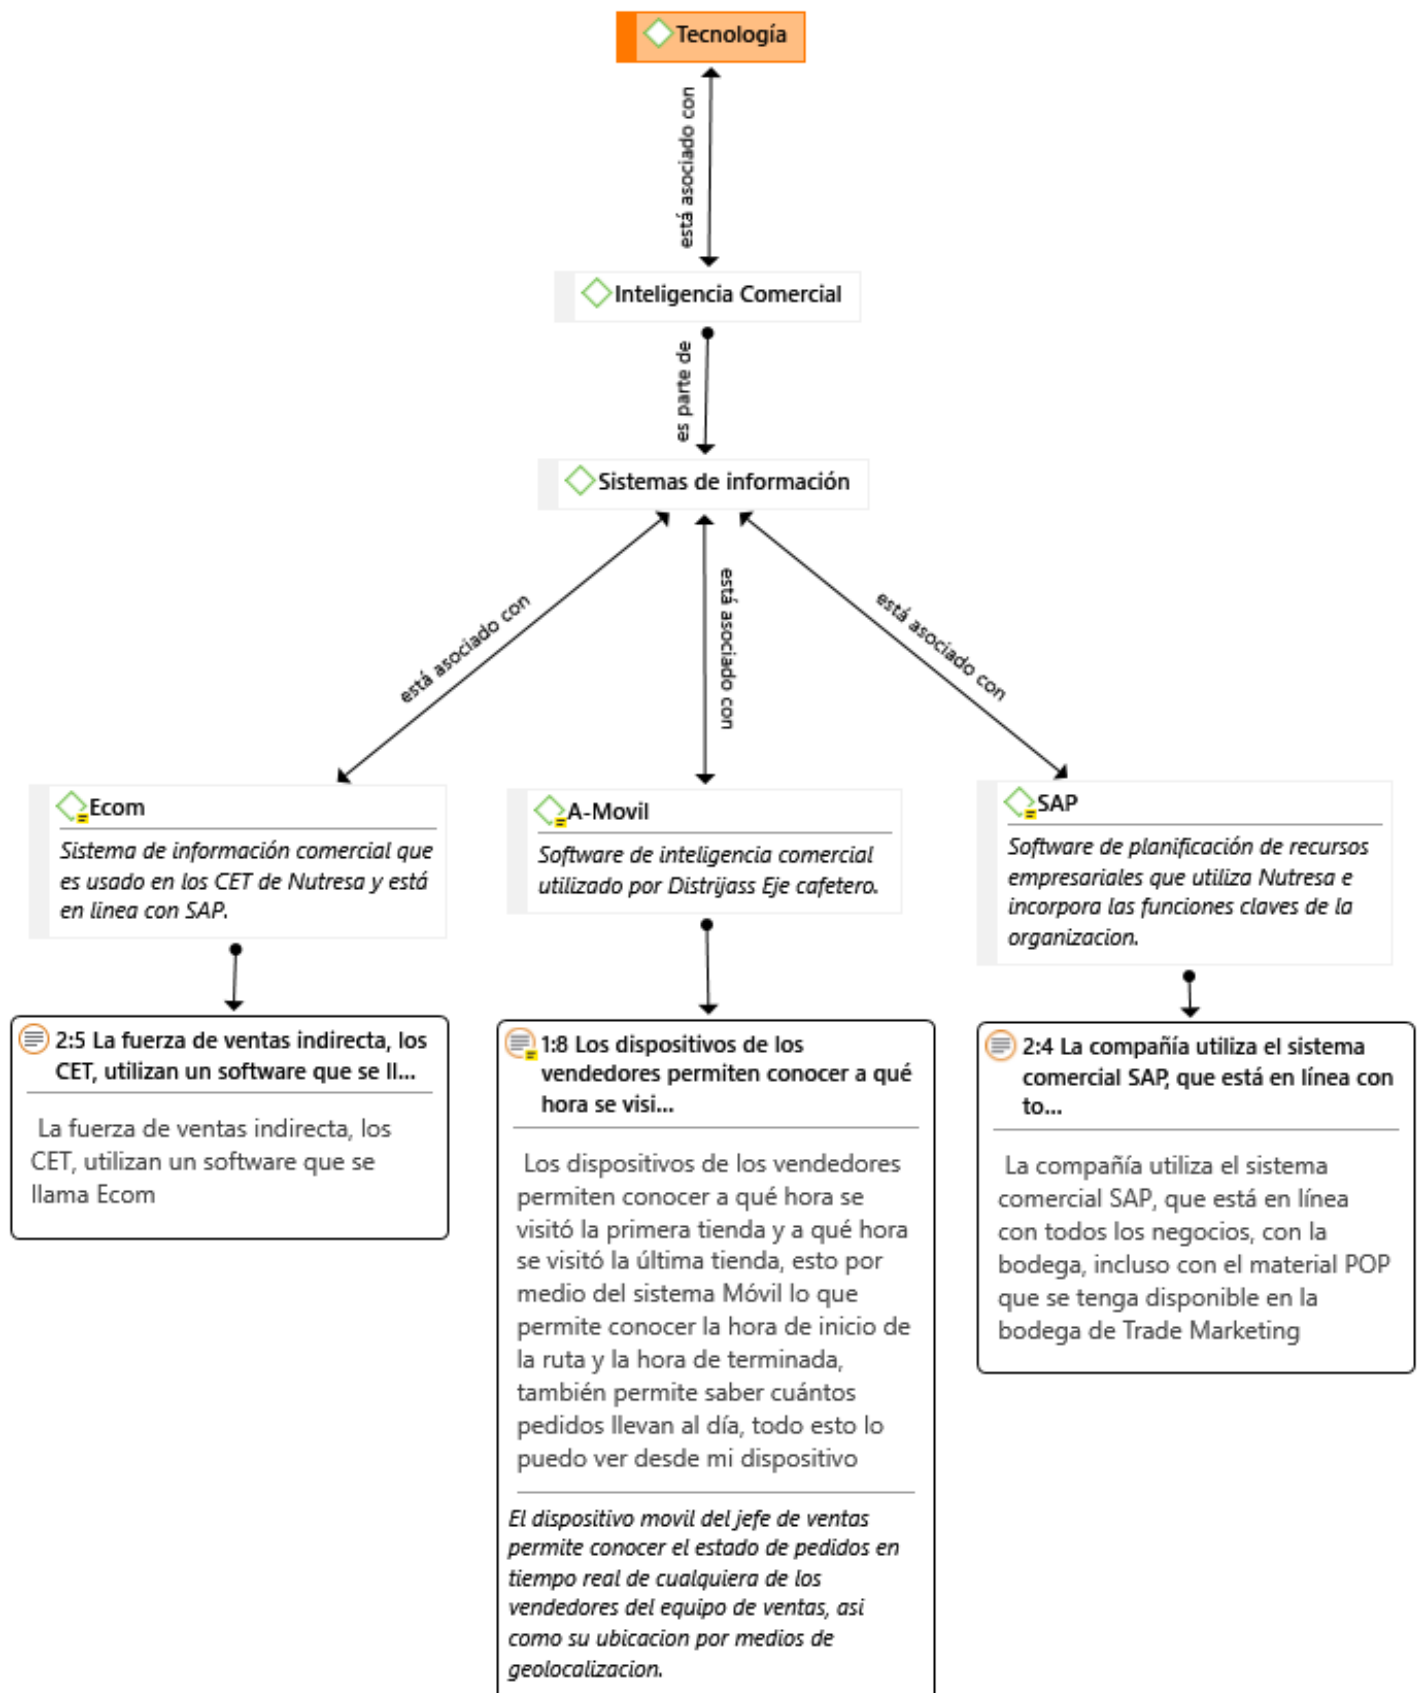 Tecnología
está asociado con
Inteligencia Comercial
es parte de
Sistemas de información
está asociado con
está asociado con
está asociado con
Ecom
Sistema de información comercial que
es usado en los CET de Nutresa y está
en linea con SAP.
A-Movil
Software de inteligencia comercial
utilizado por Distrijass Eje cafetero.
SAP
Software de planificación de recursos
empresariales que utiliza Nutresa e
incorpora las funciones claves de la
organizacion.
2:5 La fuerza de ventas indirecta, los
CET, utilizan un software que se ll...
La fuerza de ventas indirecta, los
CET, utilizan un software que se
llama Ecom
1:8 Los dispositivos de los
vendedores permiten conocer a qué
hora se visi...
Los dispositivos de los vendedores
permiten conocer a qué hora se
visitó la primera tienda y a qué hora
se visitó la última tienda, esto por
medio del sistema Móvil lo que
permite conocer la hora de inicio de
la ruta y la hora de terminada,
también permite saber cuántos
pedidos llevan al día, todo esto lo
puedo ver desde mi dispositivo
El dispositivo movil del jefe de ventas
permite conocer el estado de pedidos en
tiempo real de cualquiera de los
vendedores del equipo de ventas, asi
como su ubicacion por medios de
geolocalizacion.
2:4 La compañía utiliza el sistema
comercial SAP, que está en línea con
to...
La compañía utiliza el sistema
comercial SAP, que está en línea
con todos los negocios, con la
bodega, incluso con el material POP
que se tenga disponible en la
bodega de Trade Marketing